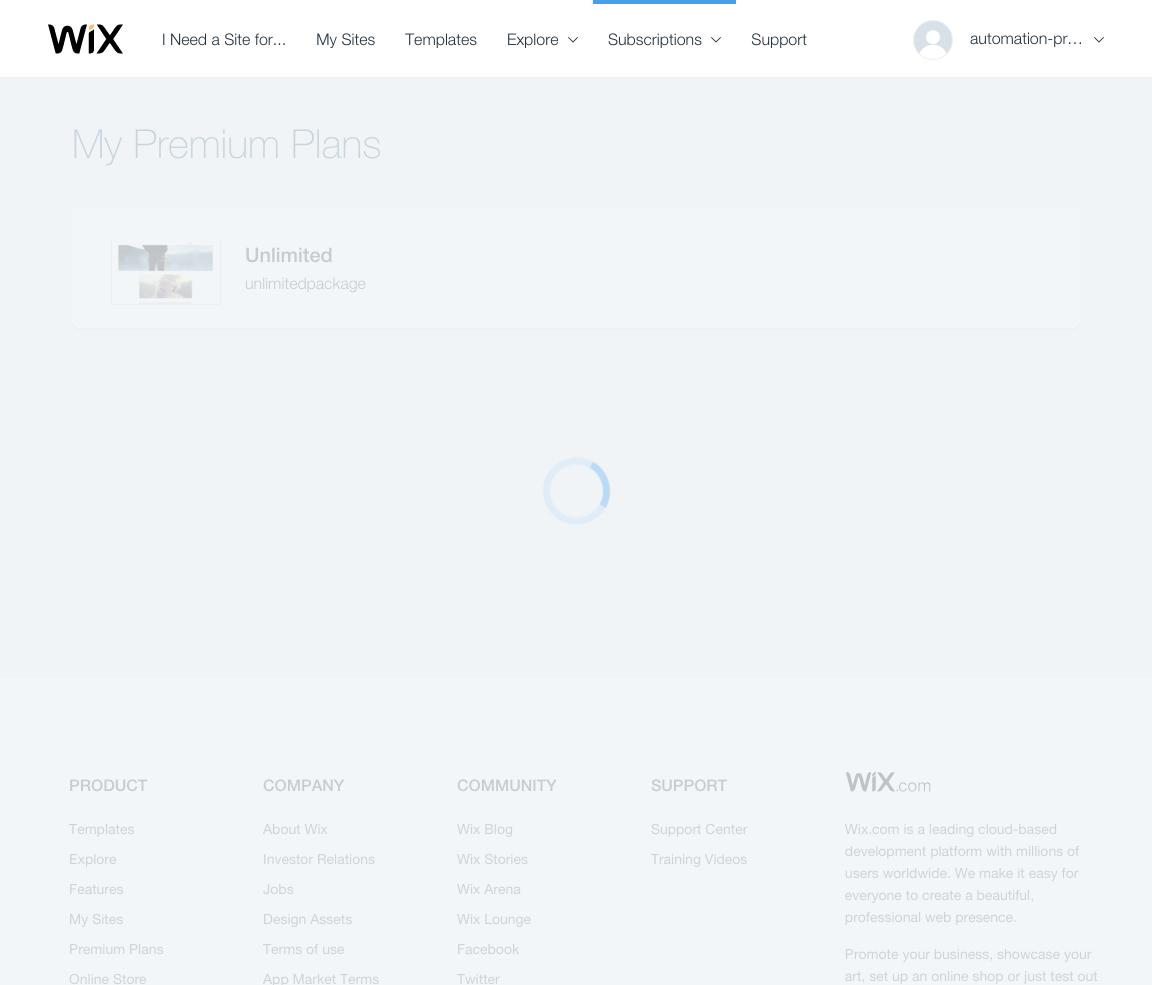 WiX
I Need a Site for...
My Sites
Templates
Explore
Subscriptions
Support
automation-pr...
My Premium Plans
Unlimited
unlimitedpackage
PRODUCT
Templates
Explore
Features
My Sites
Premium Plans
Online Store
COMPANY
About Wix
Investor Relations
Jobs
Design Assets
Terms of use
App Market Terms
COMMUNITY
Wix Blog
Wix Stories
Wix Arena
Wix Lounge
Facebook
Twitter
SUPPORT
Support Center
Training Videos
WiX.com
Wix.com is a leading cloud-based
development platform with millions of
users worldwide. We make it easy for
everyone to create a beautiful,
professional web presence.
Promote your business, showcase your
art, set up an online shop or just test out